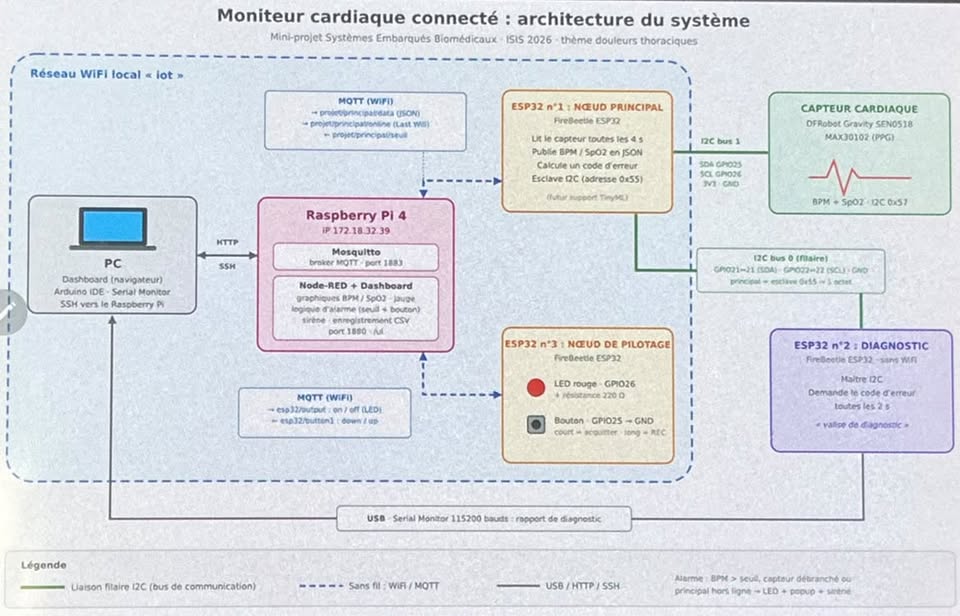 Moniteur cardiaque connecté : architecture du système
Mini-projet Systèmes Embarqués Biomédicaux · ISIS 2026 · thème douleurs thoraciques
Réseau WiFi local « iot »
MQTT (WiFi)
→ projet/principal/data (JSON)
→ projet/principal/online (Last Will)
← projet/principal/seuil
ESP32 n°1 : NŒUD PRINCIPAL
FireBeetle ESP32
Lit le capteur toutes les 4 s
Publie BPM / SpO2 en JSON
Calcule un code d'erreur
Esclave I2C (adresse 0x55)
(futur support TinyML)
I2C bus 1
SDA GPIO25
SCL GPIO26
3V3 · GND
CAPTEUR CARDIAQUE
DFRobot Gravity SEN0518
MAX30102 (PPG)
BPM + SpO2 · I2C 0x57
PC
Dashboard (navigateur)
Arduino IDE · Serial Monitor
SSH vers le Raspberry Pi
HTTP
SSH
Raspberry Pi 4
IP 172.18.32.39
Mosquitto
broker MQTT · port 1883
Node-RED + Dashboard
graphiques BPM / SpO2 · jauge
logique d'alarme (seuil + bouton)
sirène · enregistrement CSV
port 1880 · /ui
I2C bus 0 (filaire)
GPIO21↔21 (SDA) · GPIO22↔22 (SCL) · GND
principal = esclave 0x55 → 1 octet
ESP32 n°3 : NŒUD DE PILOTAGE
FireBeetle ESP32
LED rouge · GPIO26
+ résistance 220 Ω
Bouton · GPIO25 → GND
court = acquitter · long = REC
ESP32 n°2 : DIAGNOSTIC
FireBeetle ESP32 · sans WiFi
Maître I2C
Demande le code d'erreur
toutes les 2 s
« valise de diagnostic »
MQTT (WiFi)
→ esp32/output : on / off (LED)
← esp32/button1 : down / up
USB · Serial Monitor 115200 bauds : rapport de diagnostic
Légende
Liaison filaire I2C (bus de communication)
Sans fil : WiFi / MQTT
USB / HTTP / SSH
Alarme : BPM > seuil, capteur débranché ou
principal hors ligne → LED + popup + sirène